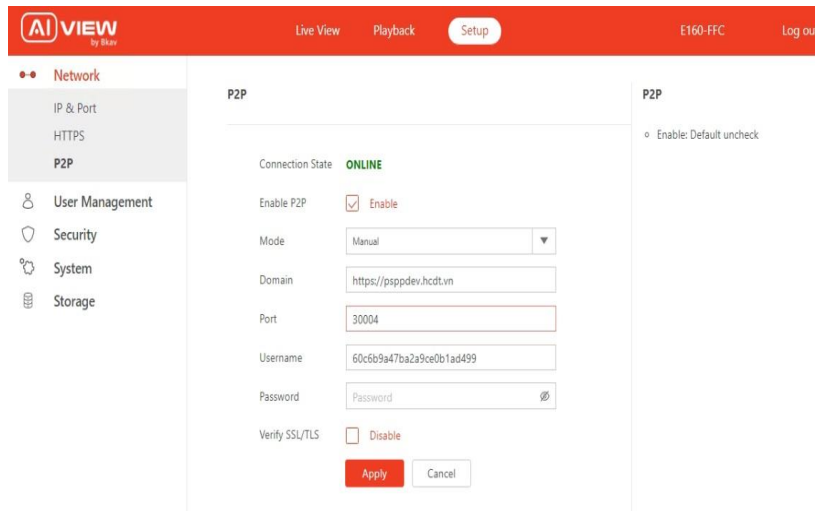 AI VIEW
by Bkav
Live View Playback Setup E160-FFC Log ou
Network
IP & Port
HTTPS
P2P
User Management
Security
System
Storage
P2P
Connection State ONLINE
Enable P2P Enable
Mode Manual
Domain https://psppdev.hcdt.vn
Port 30004
Username 60c6b9a47ba2a9ce0b1ad499
Password Password
Verify SSL/TLS Disable
Apply Cancel
P2P
Enable: Default uncheck